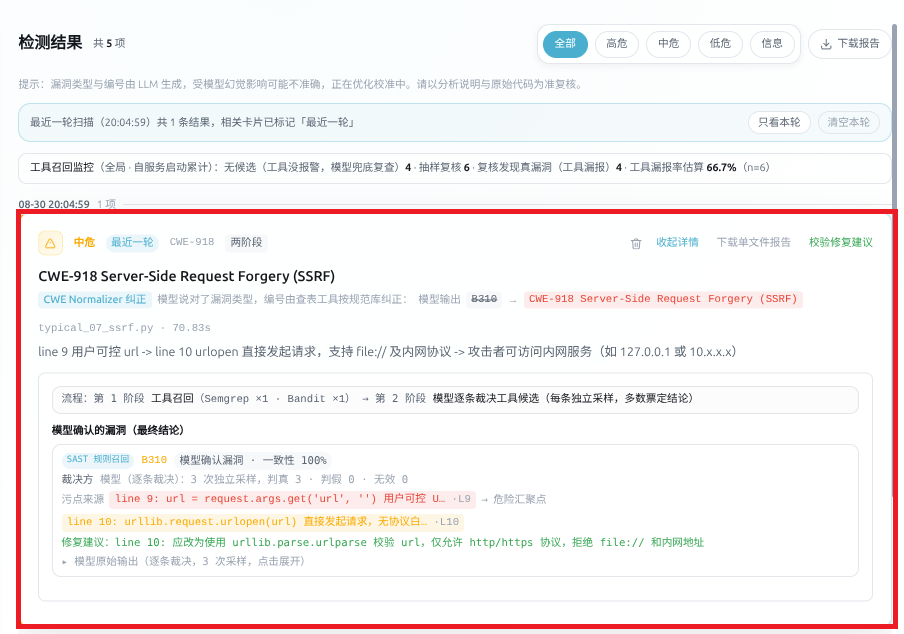 检测结果 共 5 项 全部 高危 中危 低危 信息 下载报告
提示：漏洞类型与编号由 LLM 生成，受模型幻觉影响可能不准确，正在优化校准中。请以分析说明与原始代码为准复核。
最近一轮扫描（20:04:59）共 1 条结果，相关卡片已标记「最近一轮」 只看本轮 清空本轮
工具召回监控（全局 · 自服务启动累计）：无候选（工具没报警，模型兜底复查）4 · 抽样复核 6 · 复核发现真漏洞（工具漏报）4 · 工具漏报率估算 66.7%（n=6）
08-30 20:04:59 1 项
中危 最近一轮 CWE-918 两阶段 收起详情 下载单文件报告 校验修复建议
CWE-918 Server-Side Request Forgery (SSRF)
CWE Normalizer 纠正 模型说对了漏洞类型，编号由查表工具按规范库纠正： 模型输出 B310 → CWE-918 Server-Side Request Forgery (SSRF)
typical_07_ssrf.py · 70.83s
line 9 用户可控 url -> line 10 urlopen 直接发起请求，支持 file:// 及内网协议 -> 攻击者可访问内网服务（如 127.0.0.1 或 10.x.x.x）
流程：第 1 阶段 工具召回（Semgrep ×1 · Bandit ×1） → 第 2 阶段 模型逐条裁决工具候选（每条独立采样，多数票定结论）
模型确认的漏洞（最终结论）
SAST 规则召回 B310 模型确认漏洞 · 一致性 100%
裁决方 模型（逐条裁决）：3 次独立采样，判真 3 · 判假 0 · 无效 0
污点来源 line 9: url = request.args.get('url', '') 用户可控 U… ·L9 → 危险汇聚点
line 10: urllib.request.urlopen(url) 直接发起请求，无协议白… ·L10
修复建议：line 10: 应改为使用 urllib.parse.urlparse 校验 url，仅允许 http/https 协议，拒绝 file:// 和内网地址
▸ 模型原始输出（逐条裁决，3 次采样，点击展开）